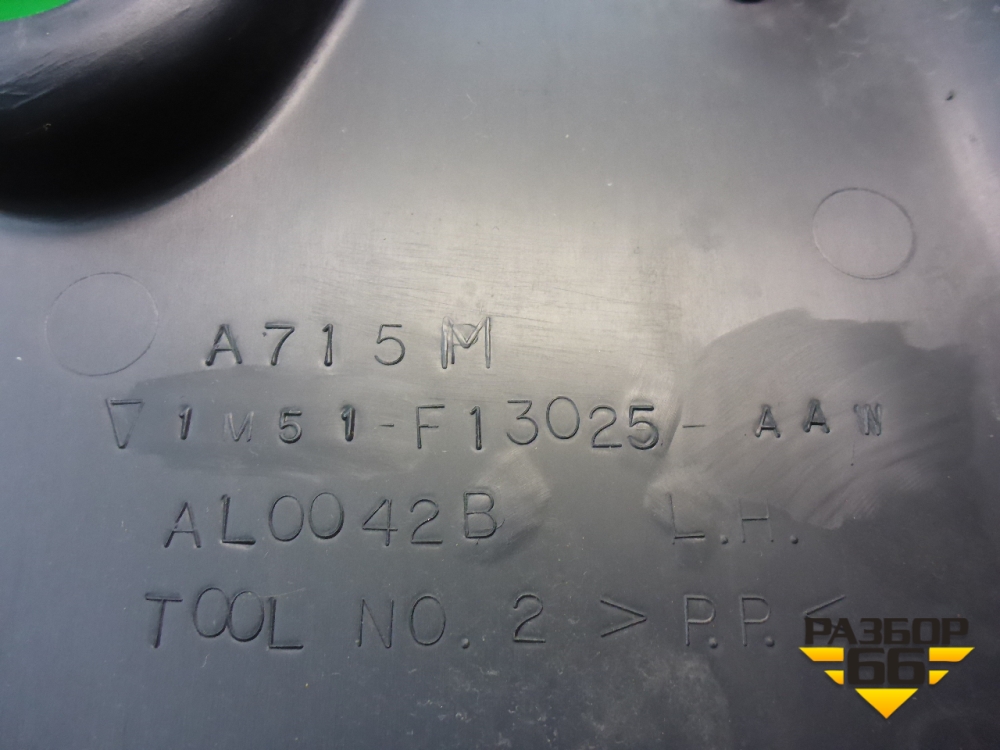 A715M
▽1M51-F13025-AAW
AL0042B L.H.
TOOL NO. 2 >P.P.<
РАЗБОР
66